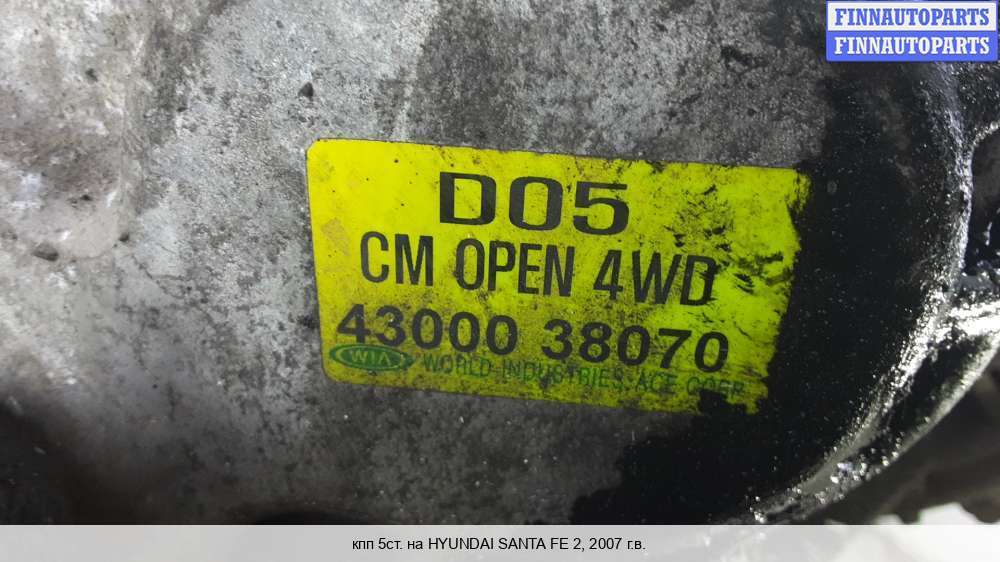 FINNAUTOPARTS
FINNAUTOPARTS
D05
CM OPEN 4WD
43000 38070
WIA WORLD INDUSTRIES ACE CORP
кпп 5ст. на HYUNDAI SANTA FE 2, 2007 г.в.